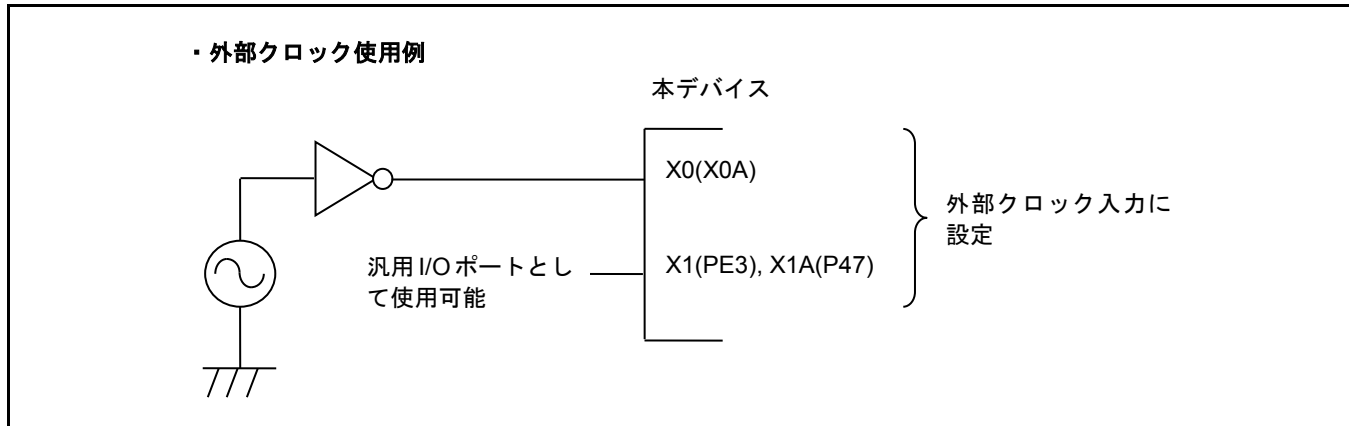 ・外部クロック使用例
本デバイス
X0(X0A)
外部クロック入力に
設定
汎用I/Oポートとし
て使用可能
X1(PE3), X1A(P47)